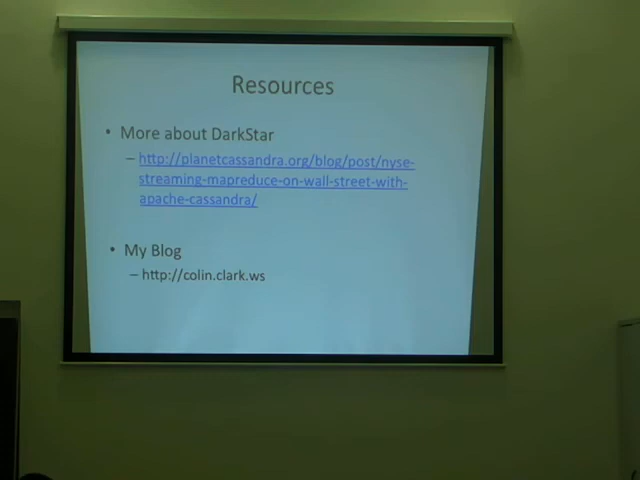 Resources
• More about DarkStar
– http://planetcassandra.org/blog/post/nyse-
streaming-mapreduce-on-wall-street-with-
apache-cassandra/
• My Blog
– http://colin.clark.ws